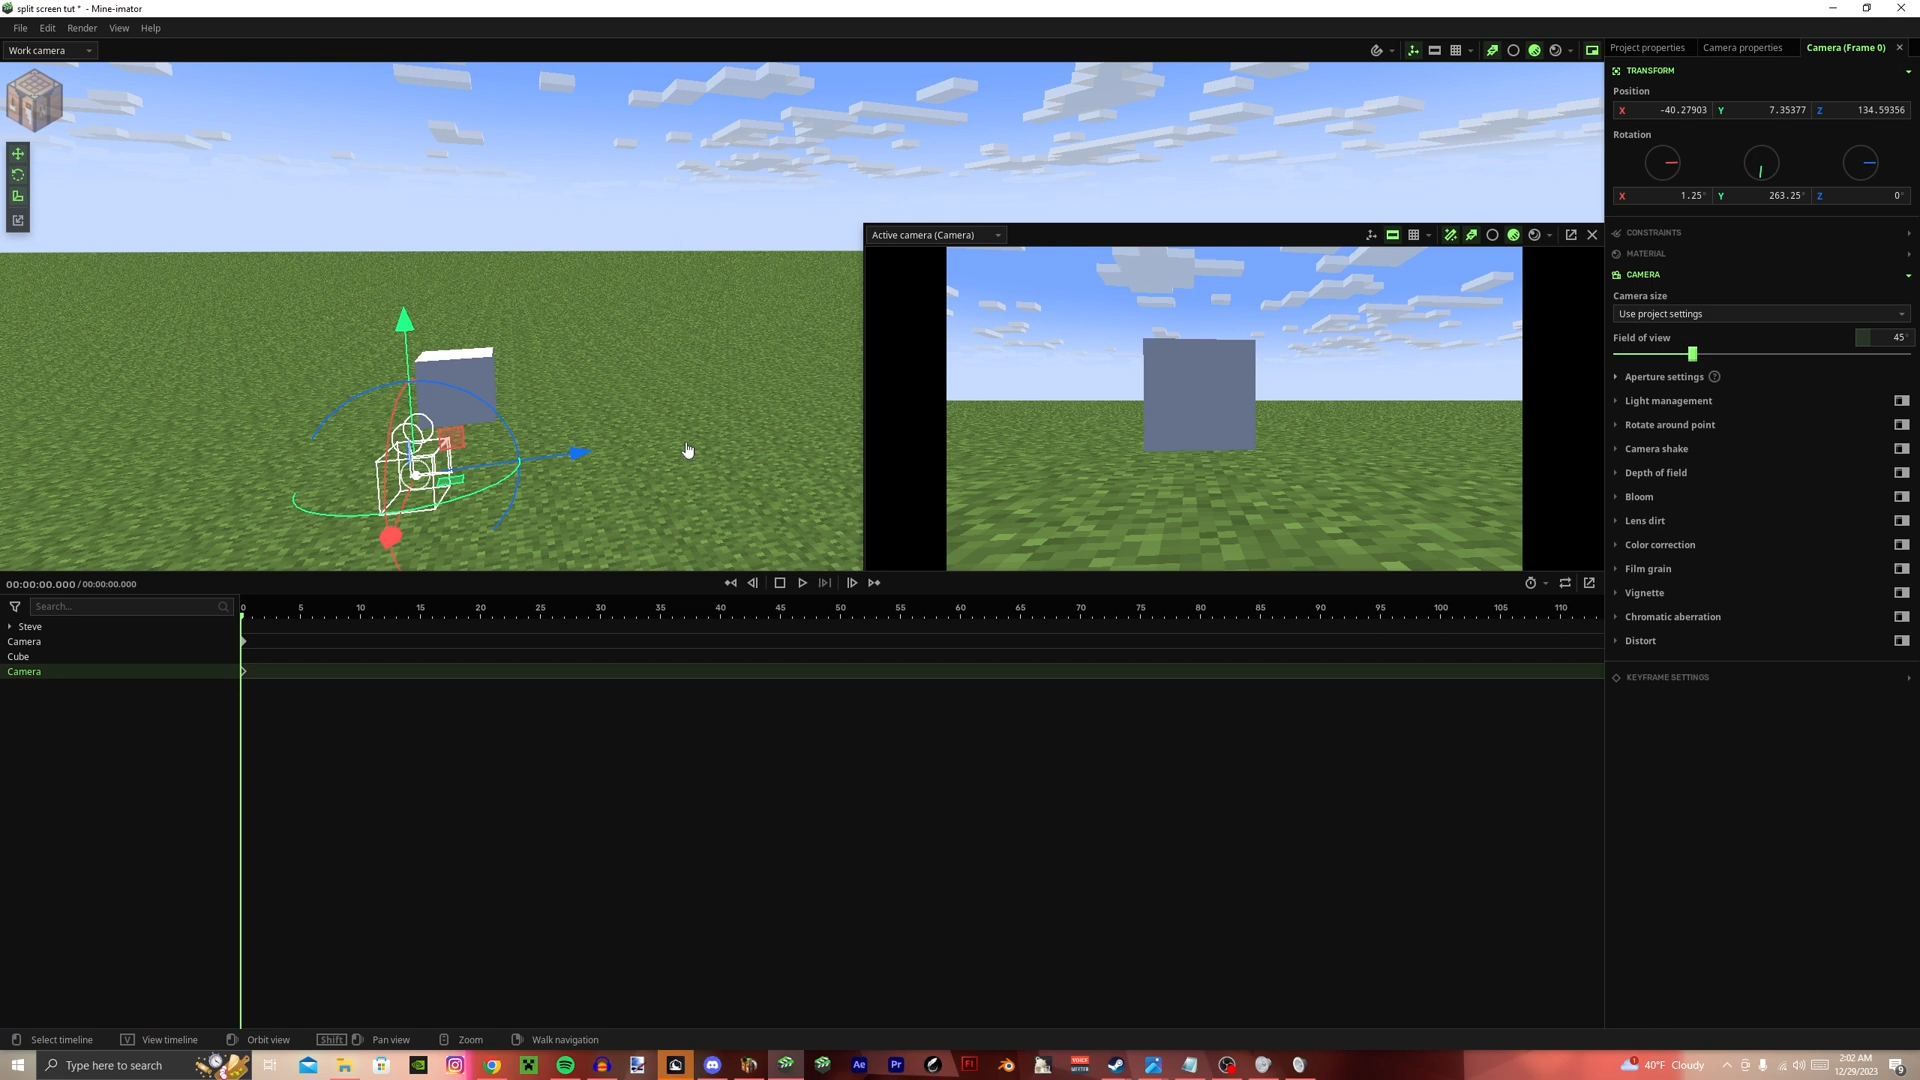 split screen tut * - Mine-imator
File Edit Render View Help
Work camera
Project properties Camera properties Camera (Frame 0)
TRANSFORM
Position
X -40.27903 Y 7.35377 Z 134.59356
Rotation
X 1.25° Y 263.25° Z 0°
CONSTRAINTS
MATERIAL
CAMERA
Camera size
Use project settings
Field of view 45°
Aperture settings ?
Light management
Rotate around point
Camera shake
Depth of field
Bloom
Lens dirt
Color correction
Film grain
Vignette
Chromatic aberration
Distort
KEYFRAME SETTINGS
Active camera (Camera)
00:00:00.000 / 00:00:00.000
Search...
0 5 10 15 20 25 30 35 40 45 50 55 60 65 70 75 80 85 90 95 100 105 110
Steve
Camera
Cube
Camera
Select timeline V View timeline Orbit view Shift Pan view Zoom Walk navigation
Type here to search
Ae Pr Fl
40°F Cloudy
2:02 AM
12/29/2023